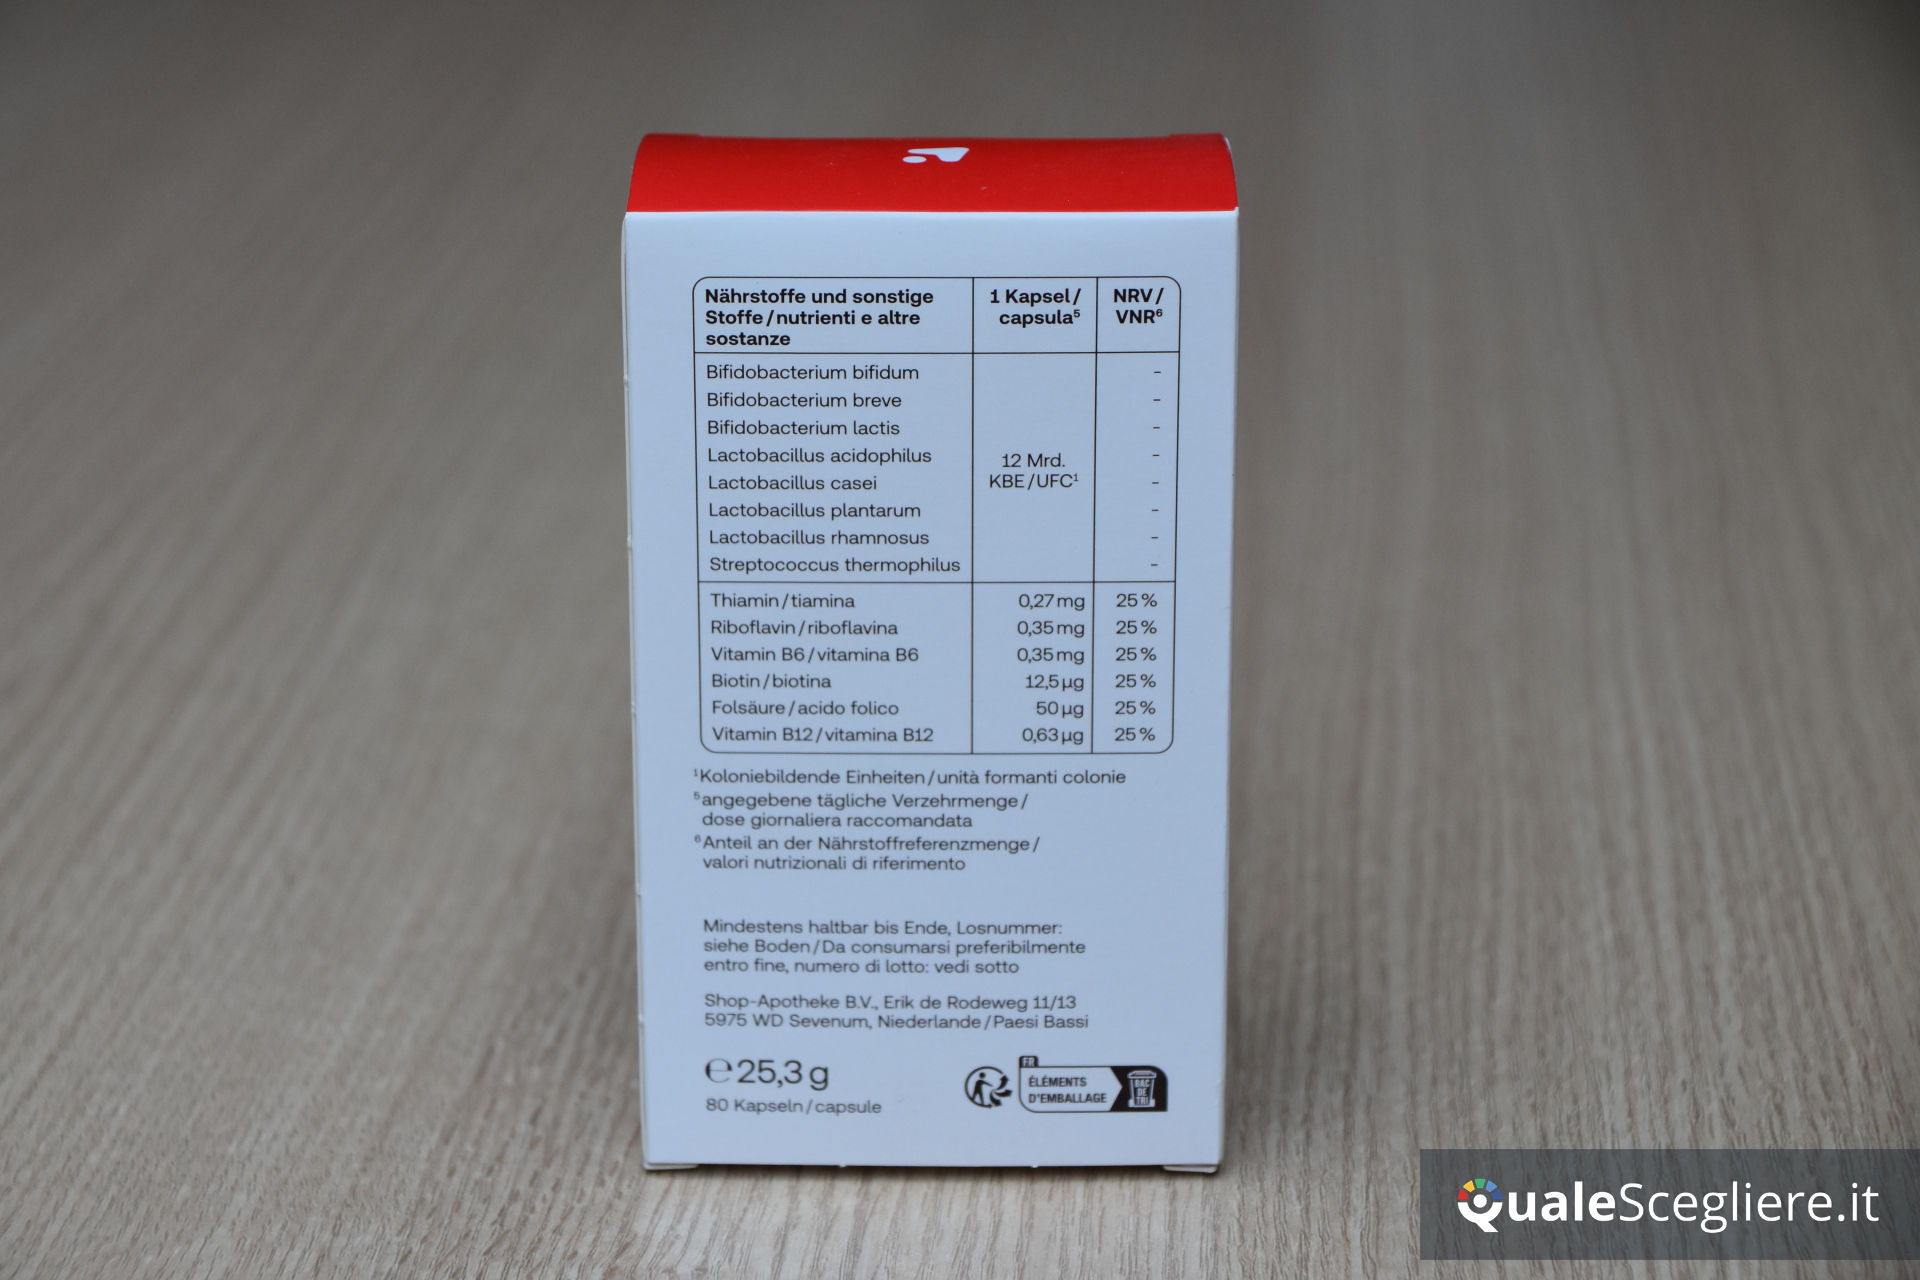 Nährstoffe und sonstige
Stoffe/nutrienti e altre
sostanze
1 Kapsel/
capsula⁵
NRV/
VNR⁶
Bifidobacterium bifidum -
Bifidobacterium breve -
Bifidobacterium lactis -
Lactobacillus acidophilus -
Lactobacillus casei -
Lactobacillus plantarum -
Lactobacillus rhamnosus -
Streptococcus thermophilus -
12 Mrd.
KBE/UFC¹
Thiamin/tiamina 0,27 mg 25 %
Riboflavin/riboflavina 0,35 mg 25 %
Vitamin B6/vitamina B6 0,35 mg 25 %
Biotin/biotina 12,5 µg 25 %
Folsäure/acido folico 50 µg 25 %
Vitamin B12/vitamina B12 0,63 µg 25 %
¹Koloniebildende Einheiten/unità formanti colonie
⁵angegebene tägliche Verzehrmenge/
dose giornaliera raccomandata
⁶Anteil an der Nährstoffreferenzmenge/
valori nutrizionali di riferimento
Mindestens haltbar bis Ende, Losnummer:
siehe Boden/Da consumarsi preferibilmente
entro fine, numero di lotto: vedi sotto
Shop-Apotheke B.V., Erik de Rodeweg 11/13
5975 WD Sevenum, Niederlande/Paesi Bassi
℮ 25,3 g
80 Kapseln/capsule
FR
ÉLÉMENTS
D'EMBALLAGE
BAC
DE
TRI
QualeScegliere.it